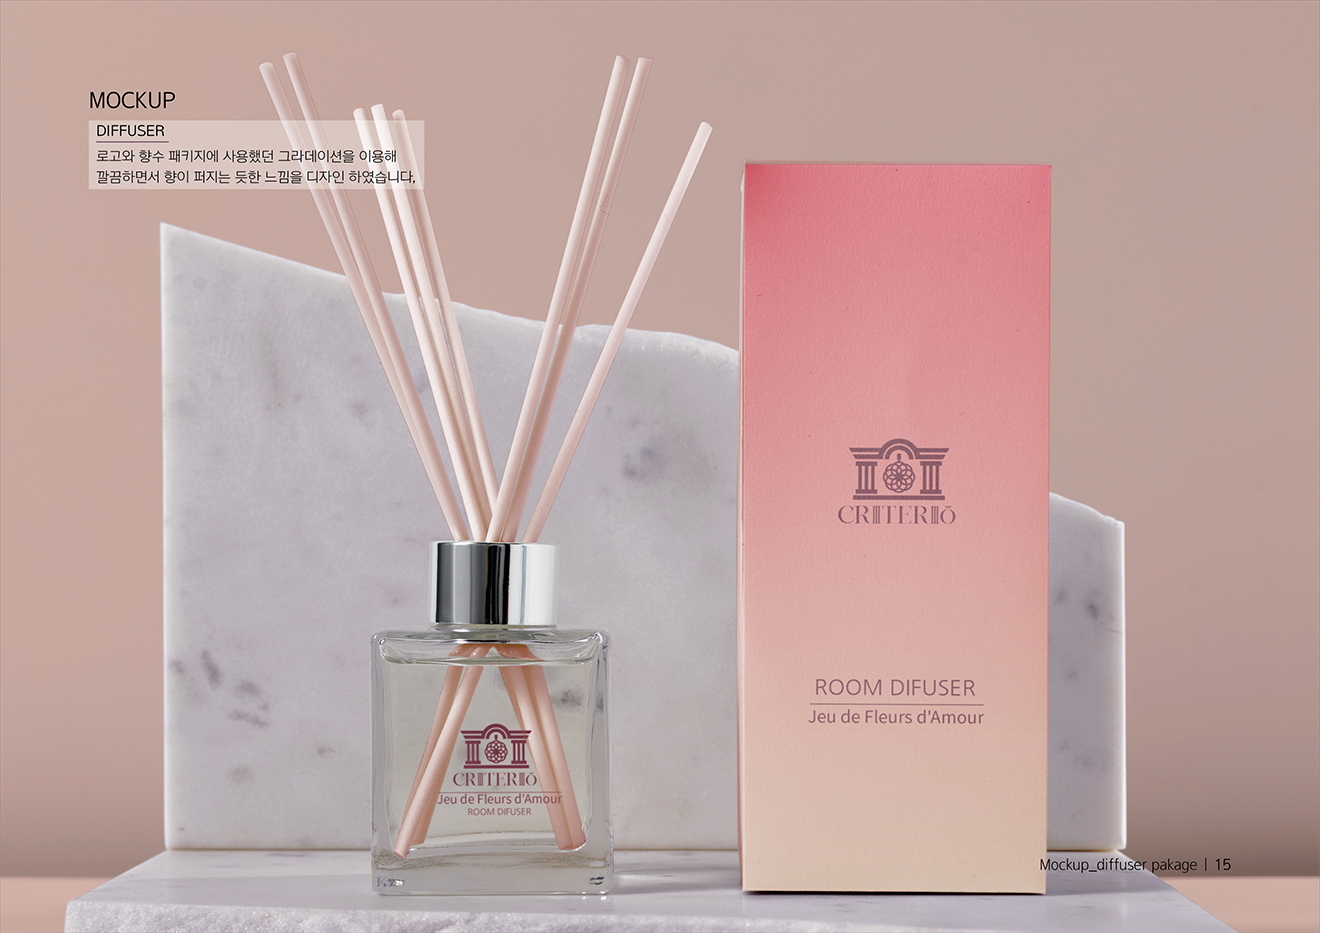 MOCKUP
DIFFUSER
로고와 향수 패키지에 사용했던 그라데이션을 이용해
깔끔하면서 향이 퍼지는 듯한 느낌을 디자인 하였습니다.
CRITERIŏ
ROOM DIFUSER
Jeu de Fleurs d'Amour
CRITERIŏ
Jeu de Fleurs d'Amour
ROOM DIFUSER
Mockup_diffuser pakage | 15